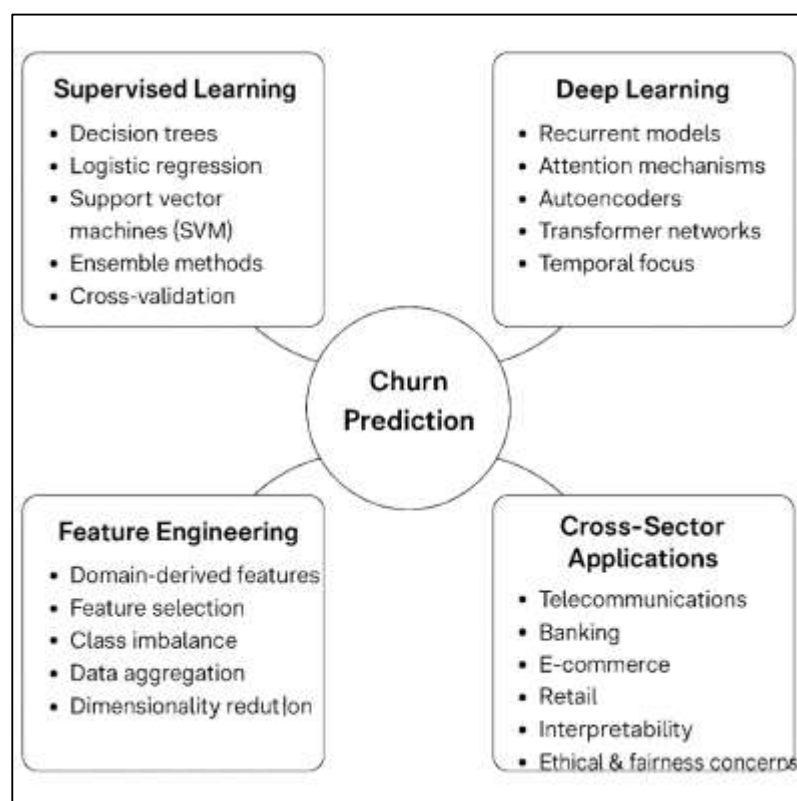 Supervised Learning
• Decision trees
• Logistic regression
• Support vector
machines (SVM)
• Ensemble methods
• Cross-validation
Deep Learning
• Recurrent models
• Attention mechanisms
• Autoencoders
• Transformer networks
• Temporal focus
Churn
Prediction
Feature Engineering
• Domain-derived features
• Feature selection
• Class imbalance
• Data aggregation
• Dimensionality redut|on
Cross-Sector
Applications
• Telecommunications
• Banking
• E-commerce
• Retail
• Interpretability
• Ethical & fairness concerns